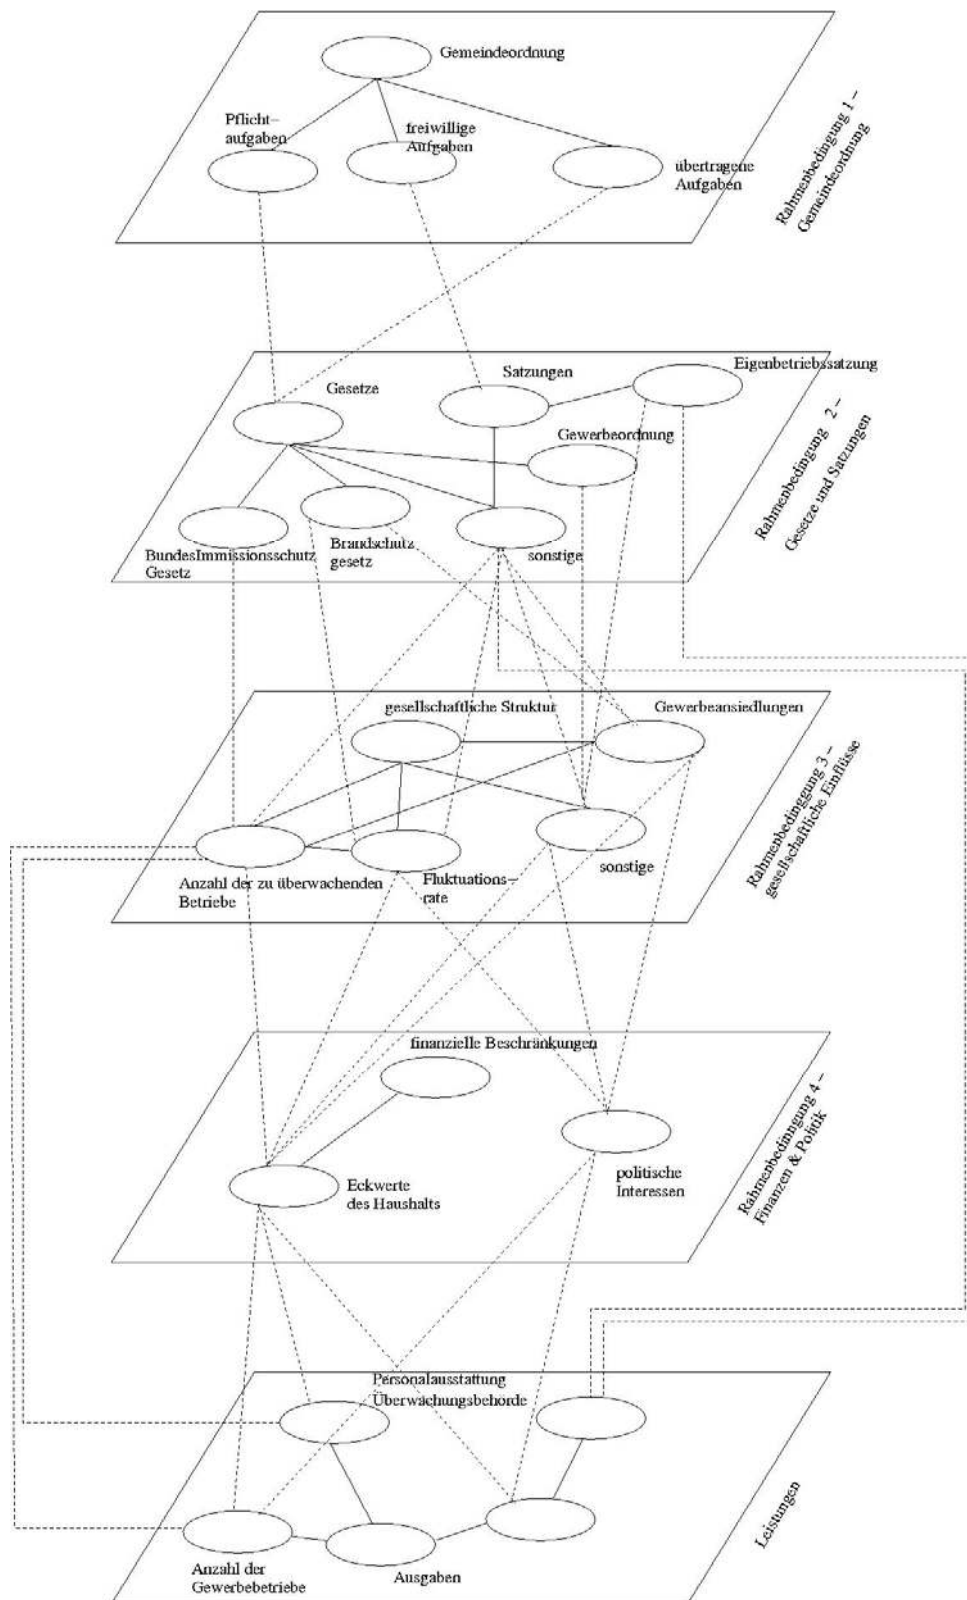 Gemeindeordnung
Pflicht−
aufgaben
freiwillige
Aufgaben
übertragene
Aufgaben
Rahmenbedingung 1 −
Gemeindeordnung
Eigenbetriebssatzung
Satzungen
Gesetze
Gewerbeordnung
BundesImmissionsschutz
Gesetz
Brandschutz
gesetz
sonstige
Rahmenbedingung 2 −
Gesetze und Satzungen
gesellschaftliche Struktur
Gewerbeansiedlungen
Anzahl der zu überwachenden
Betriebe
Fluktuations−
rate
sonstige
Rahmenbedinggung 3 −
gesellschaftliche Einflüsse
finanzielle Beschränkungen
Eckwerte
des Haushalts
politische
Interessen
Rahmenbedinngung 4 −
Finanzen & Politik
Personalausstattung
Überwachungsbehörde
Anzahl der
Gewerbebetriebe
Ausgaben
Leistungen